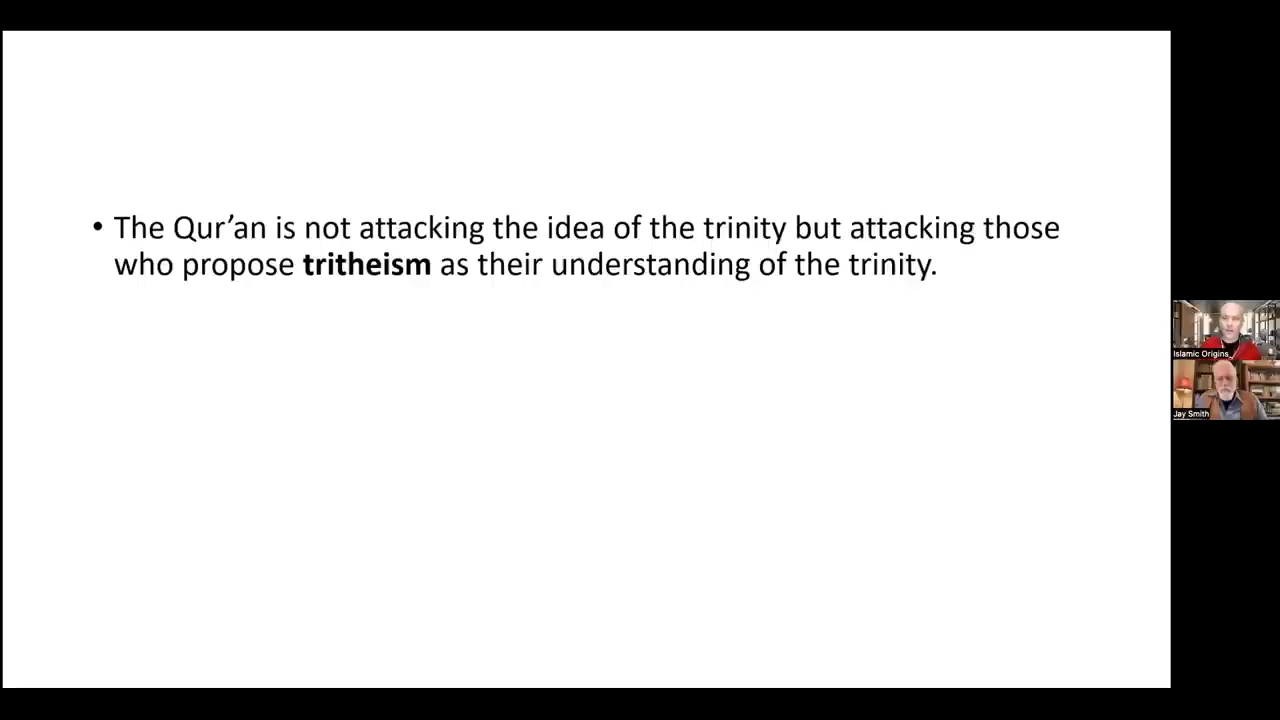 • The Qur’an is not attacking the idea of the trinity but attacking those
who propose tritheism as their understanding of the trinity.
Islamic Origins_
Jay Smith